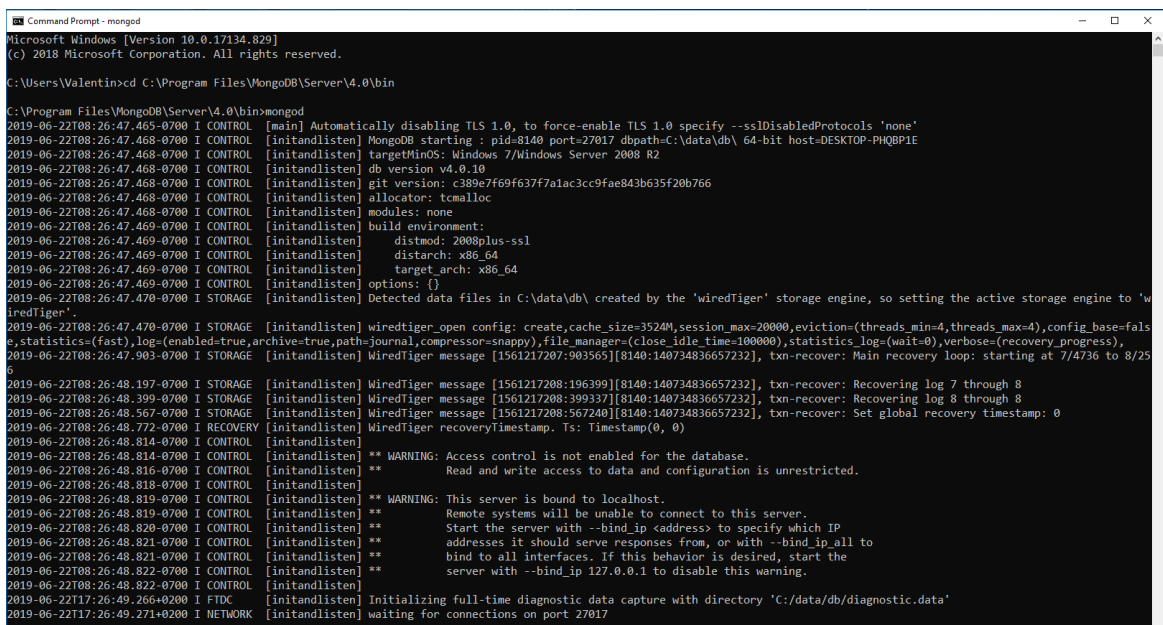 Command Prompt - mongod
Microsoft Windows [Version 10.0.17134.829]
(c) 2018 Microsoft Corporation. All rights reserved.
C:\Users\Valentin>cd C:\Program Files\MongoDB\Server\4.0\bin
C:\Program Files\MongoDB\Server\4.0\bin>mongod
2019-06-22T08:26:47.465-0700 I CONTROL  [main] Automatically disabling TLS 1.0, to force-enable TLS 1.0 specify --sslDisabledProtocols 'none'
2019-06-22T08:26:47.468-0700 I CONTROL  [initandlisten] MongoDB starting : pid=8140 port=27017 dbpath=C:\data\db\ 64-bit host=DESKTOP-PHQBP1E
2019-06-22T08:26:47.468-0700 I CONTROL  [initandlisten] targetMinOS: Windows 7/Windows Server 2008 R2
2019-06-22T08:26:47.468-0700 I CONTROL  [initandlisten] db version v4.0.10
2019-06-22T08:26:47.468-0700 I CONTROL  [initandlisten] git version: c389e7f69f637f7a1ac3cc9fae843b635f20b766
2019-06-22T08:26:47.468-0700 I CONTROL  [initandlisten] allocator: tcmalloc
2019-06-22T08:26:47.468-0700 I CONTROL  [initandlisten] modules: none
2019-06-22T08:26:47.469-0700 I CONTROL  [initandlisten] build environment:
2019-06-22T08:26:47.469-0700 I CONTROL  [initandlisten]     distmod: 2008plus-ssl
2019-06-22T08:26:47.469-0700 I CONTROL  [initandlisten]     distarch: x86_64
2019-06-22T08:26:47.469-0700 I CONTROL  [initandlisten]     target_arch: x86_64
2019-06-22T08:26:47.469-0700 I CONTROL  [initandlisten] options: {}
2019-06-22T08:26:47.470-0700 I STORAGE  [initandlisten] Detected data files in C:\data\db\ created by the 'wiredTiger' storage engine, so setting the active storage engine to 'w
iredTiger'.
2019-06-22T08:26:47.470-0700 I STORAGE  [initandlisten] wiredtiger_open config: create,cache_size=3524M,session_max=20000,eviction=(threads_min=4,threads_max=4),config_base=fals
e,statistics=(fast),log=(enabled=true,archive=true,path=journal,compressor=snappy),file_manager=(close_idle_time=100000),statistics_log=(wait=0),verbose=(recovery_progress),
2019-06-22T08:26:47.903-0700 I STORAGE  [initandlisten] WiredTiger message [1561217207:903565][8140:140734836657232], txn-recover: Main recovery loop: starting at 7/4736 to 8/25
6
2019-06-22T08:26:48.197-0700 I STORAGE  [initandlisten] WiredTiger message [1561217208:196399][8140:140734836657232], txn-recover: Recovering log 7 through 8
2019-06-22T08:26:48.399-0700 I STORAGE  [initandlisten] WiredTiger message [1561217208:399337][8140:140734836657232], txn-recover: Recovering log 8 through 8
2019-06-22T08:26:48.567-0700 I STORAGE  [initandlisten] WiredTiger message [1561217208:567240][8140:140734836657232], txn-recover: Set global recovery timestamp: 0
2019-06-22T08:26:48.772-0700 I RECOVERY [initandlisten] WiredTiger recoveryTimestamp. Ts: Timestamp(0, 0)
2019-06-22T08:26:48.814-0700 I CONTROL  [initandlisten]
2019-06-22T08:26:48.814-0700 I CONTROL  [initandlisten] ** WARNING: Access control is not enabled for the database.
2019-06-22T08:26:48.816-0700 I CONTROL  [initandlisten] **          Read and write access to data and configuration is unrestricted.
2019-06-22T08:26:48.818-0700 I CONTROL  [initandlisten]
2019-06-22T08:26:48.819-0700 I CONTROL  [initandlisten] ** WARNING: This server is bound to localhost.
2019-06-22T08:26:48.819-0700 I CONTROL  [initandlisten] **          Remote systems will be unable to connect to this server.
2019-06-22T08:26:48.820-0700 I CONTROL  [initandlisten] **          Start the server with --bind_ip <address> to specify which IP
2019-06-22T08:26:48.821-0700 I CONTROL  [initandlisten] **          addresses it should serve responses from, or with --bind_ip_all to
2019-06-22T08:26:48.821-0700 I CONTROL  [initandlisten] **          bind to all interfaces. If this behavior is desired, start the
2019-06-22T08:26:48.822-0700 I CONTROL  [initandlisten] **          server with --bind_ip 127.0.0.1 to disable this warning.
2019-06-22T08:26:48.822-0700 I CONTROL  [initandlisten]
2019-06-22T17:26:49.266+0200 I FTDC     [initandlisten] Initializing full-time diagnostic data capture with directory 'C:/data/db/diagnostic.data'
2019-06-22T17:26:49.271+0200 I NETWORK  [initandlisten] waiting for connections on port 27017